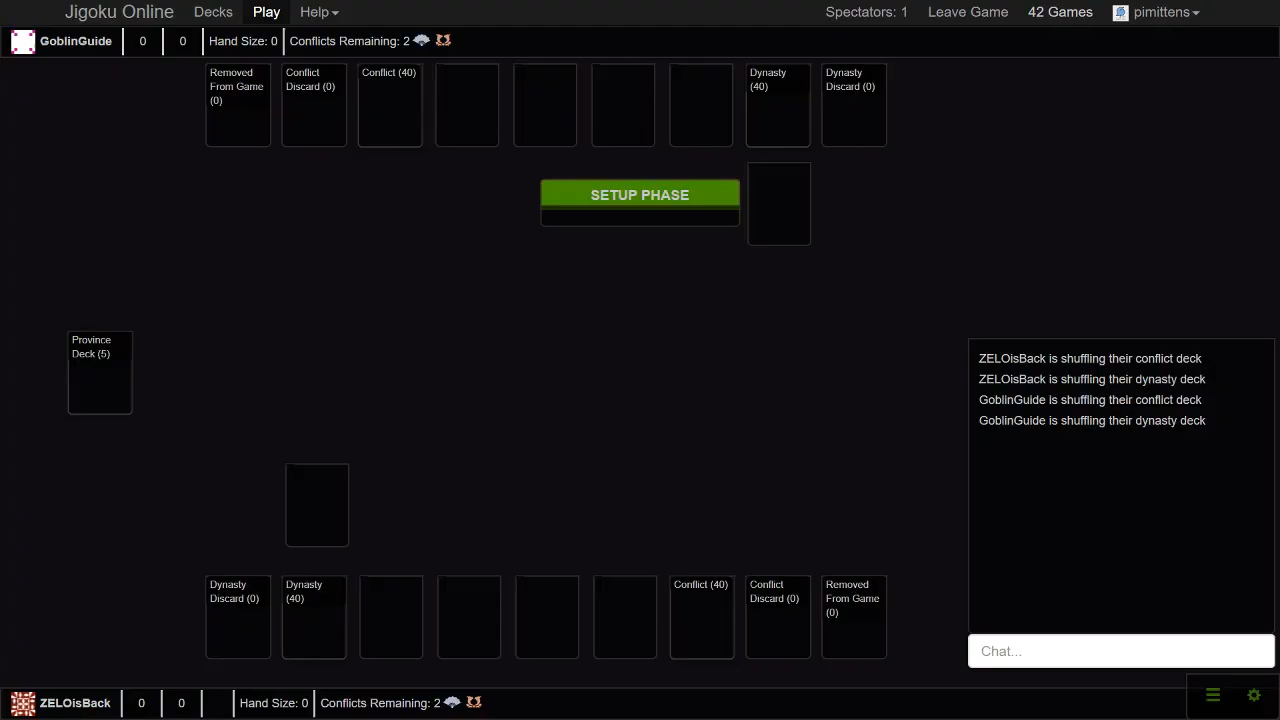 Jigoku Online Decks Play Help Spectators: 1 Leave Game 42 Games pimittens
GoblinGuide 0 0 Hand Size: 0 Conflicts Remaining: 2
Removed
From Game
(0)
Conflict
Discard (0)
Conflict (40)
Dynasty
(40)
Dynasty
Discard (0)
SETUP PHASE
Province
Deck (5)
ZELOisBack is shuffling their conflict deck
ZELOisBack is shuffling their dynasty deck
GoblinGuide is shuffling their conflict deck
GoblinGuide is shuffling their dynasty deck
Dynasty
Discard (0)
Dynasty
(40)
Conflict (40)
Conflict
Discard (0)
Removed
From Game
(0)
Chat...
ZELOisBack 0 0 Hand Size: 0 Conflicts Remaining: 2